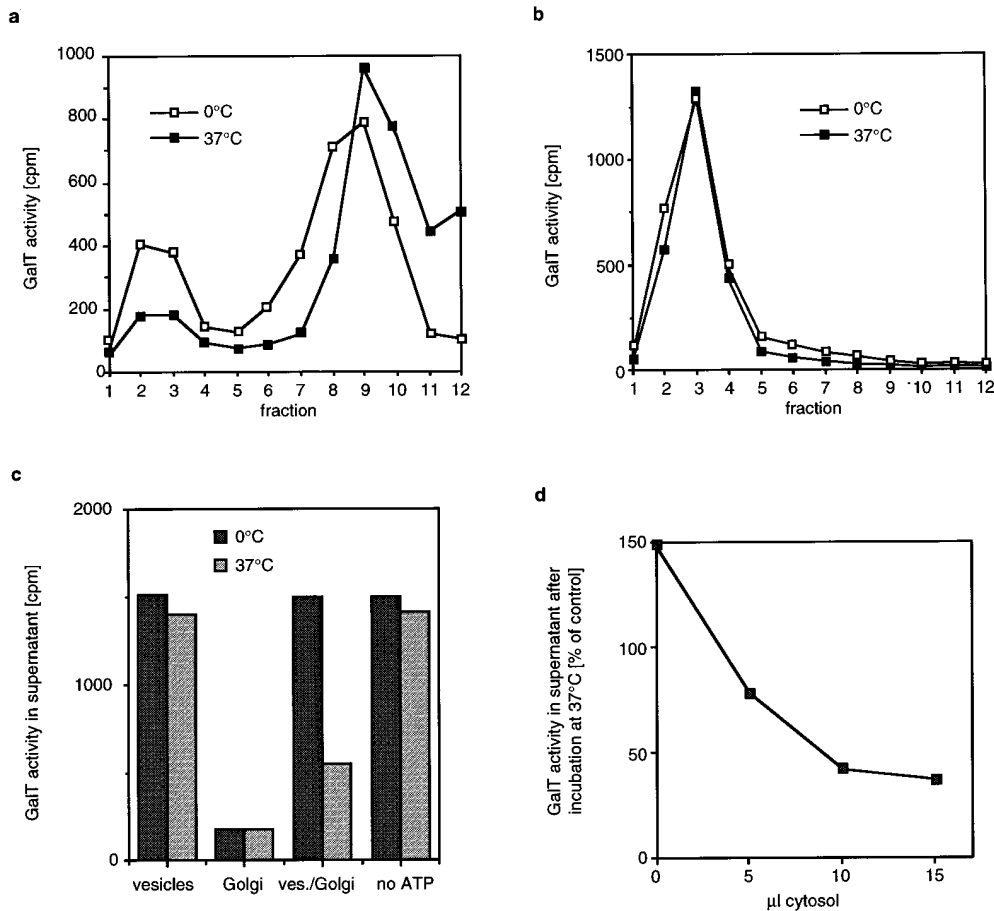 a
GalT activity [cpm]
1000
800
600
400
200
0
0°C
37°C
1 2 3 4 5 6 7 8 9 10 11 12
fraction
b
GalT activity [cpm]
1500
1000
500
0
0°C
37°C
1 2 3 4 5 6 7 8 9 10 11 12
fraction
c
GalT activity in supernatant [cpm]
2000
1000
0
0°C
37°C
vesicles Golgi ves./Golgi no ATP
d
GalT activity in supernatant after
incubation at 37°C [% of control]
150
100
50
0
0 5 10 15
µl cytosol